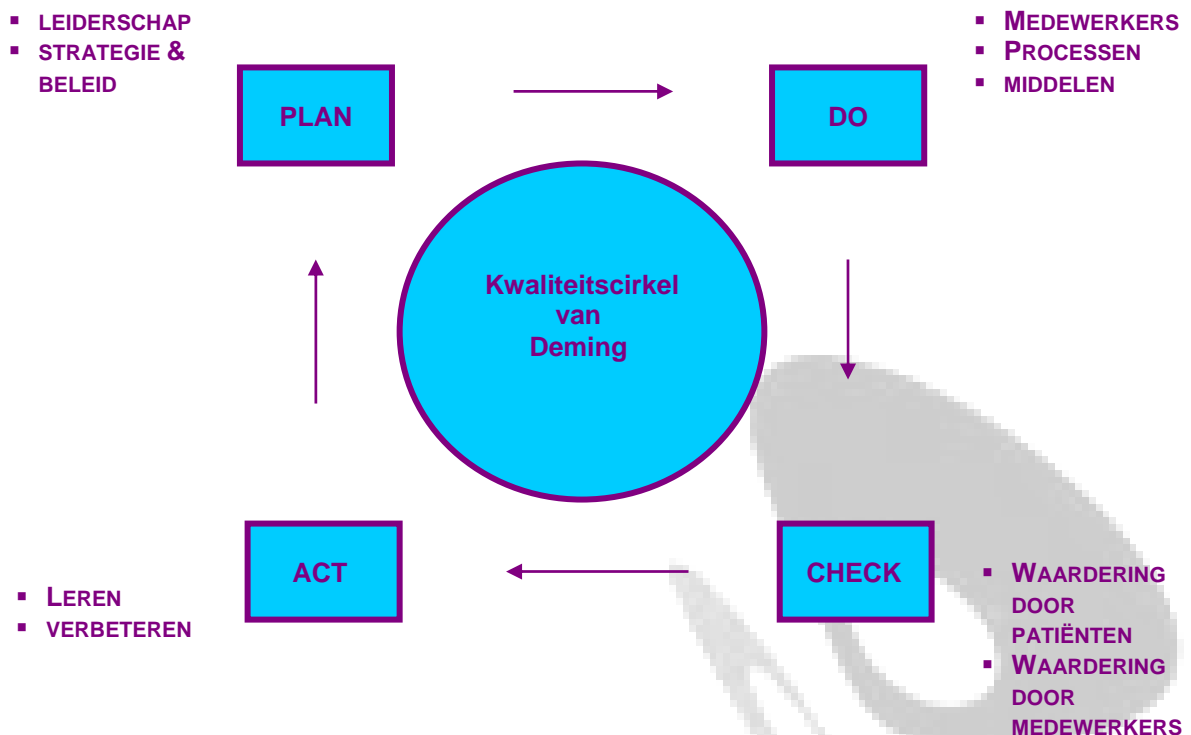 ▪ LEIDERSCHAP
▪ STRATEGIE &
BELEID
▪ MEDEWERKERS
▪ PROCESSEN
▪ MIDDELEN
PLAN
DO
Kwaliteitscirkel
van
Deming
ACT
CHECK
▪ LEREN
▪ VERBETEREN
▪ WAARDERING
DOOR
PATIËNTEN
▪ WAARDERING
DOOR
MEDEWERKERS